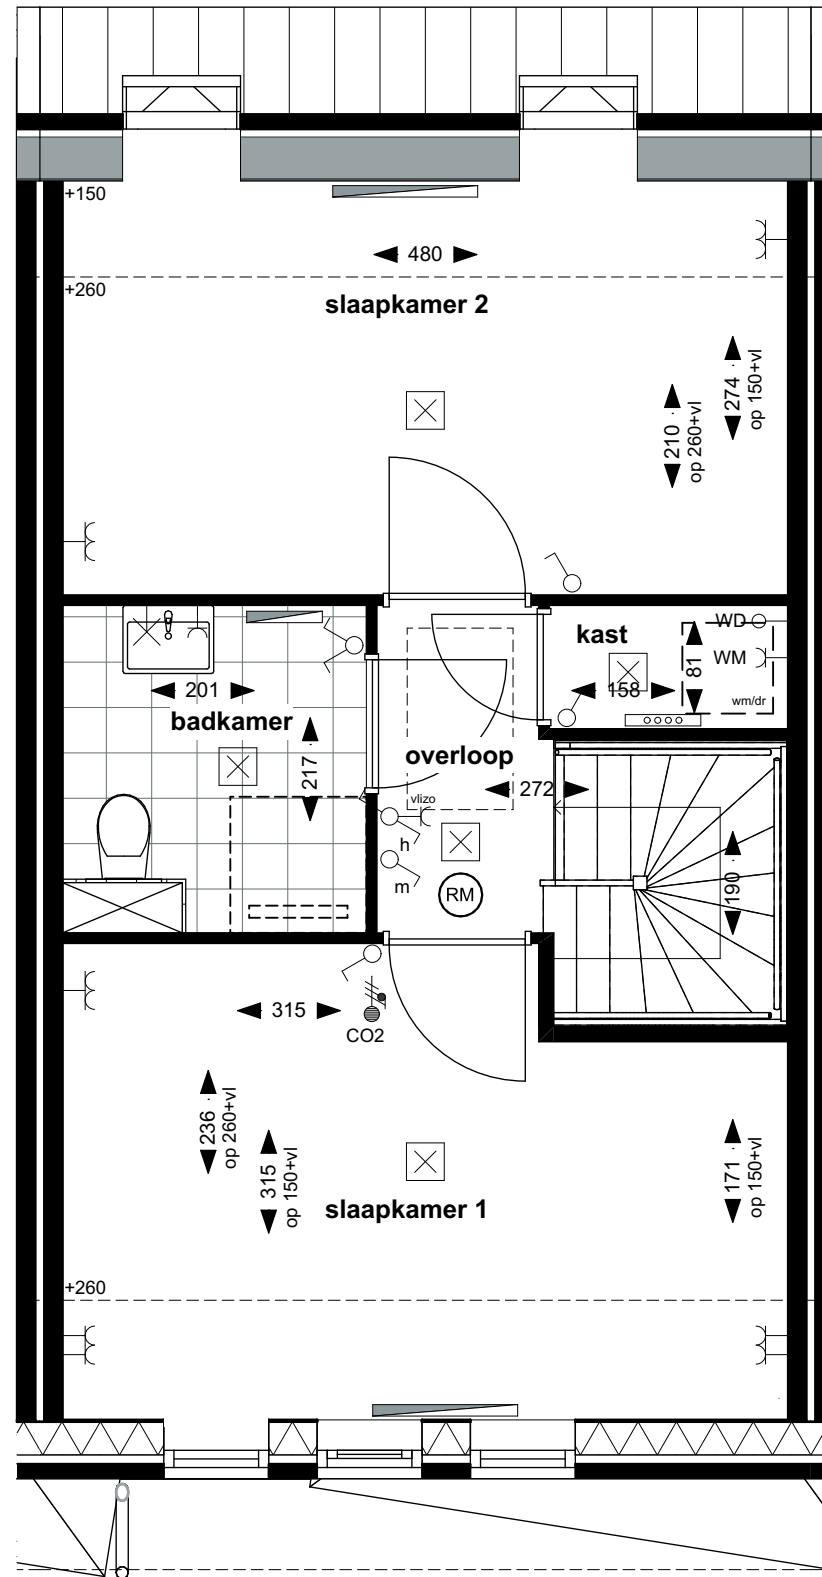 +150
480
+260
slaapkamer 2
274
op 150+vl
210
op 260+vl
kast
WD
WM
81
wm/dr
158
201
badkamer
217
overloop
272
vlizo
h
m
RM
190
315
CO2
236
op 260+vl
315
op 150+vl
171
op 150+vl
slaapkamer 1
+260